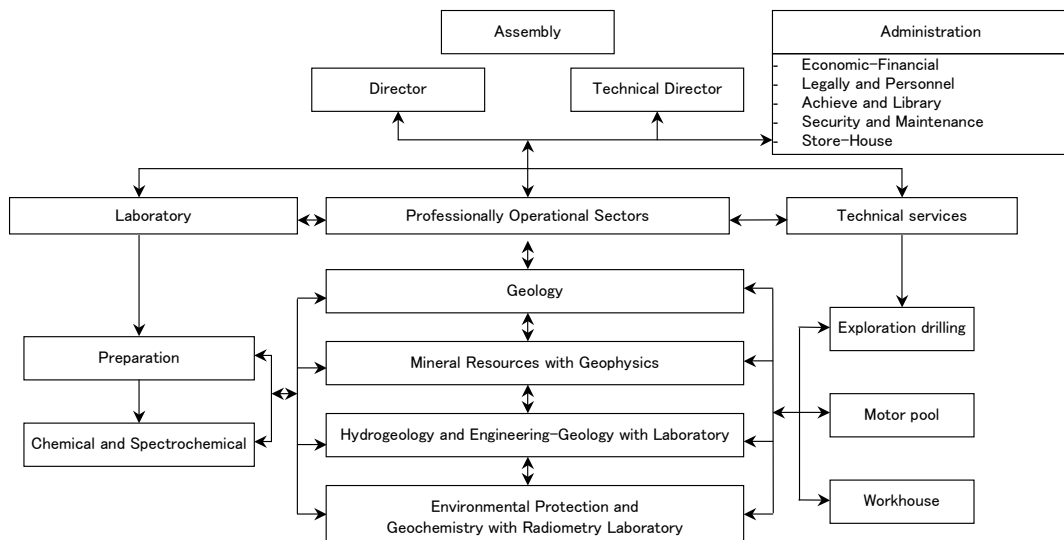 Assembly
Administration
- Economic-Financial
- Legally and Personnel
- Achieve and Library
- Security and Maintenance
- Store-House
Director
Technical Director
Laboratory
Professionally Operational Sectors
Technical services
Geology
Exploration drilling
Preparation
Mineral Resources with Geophysics
Motor pool
Chemical and Spectrochemical
Hydrogeology and Engineering-Geology with Laboratory
Environmental Protection and
Geochemistry with Radiometry Laboratory
Workhouse